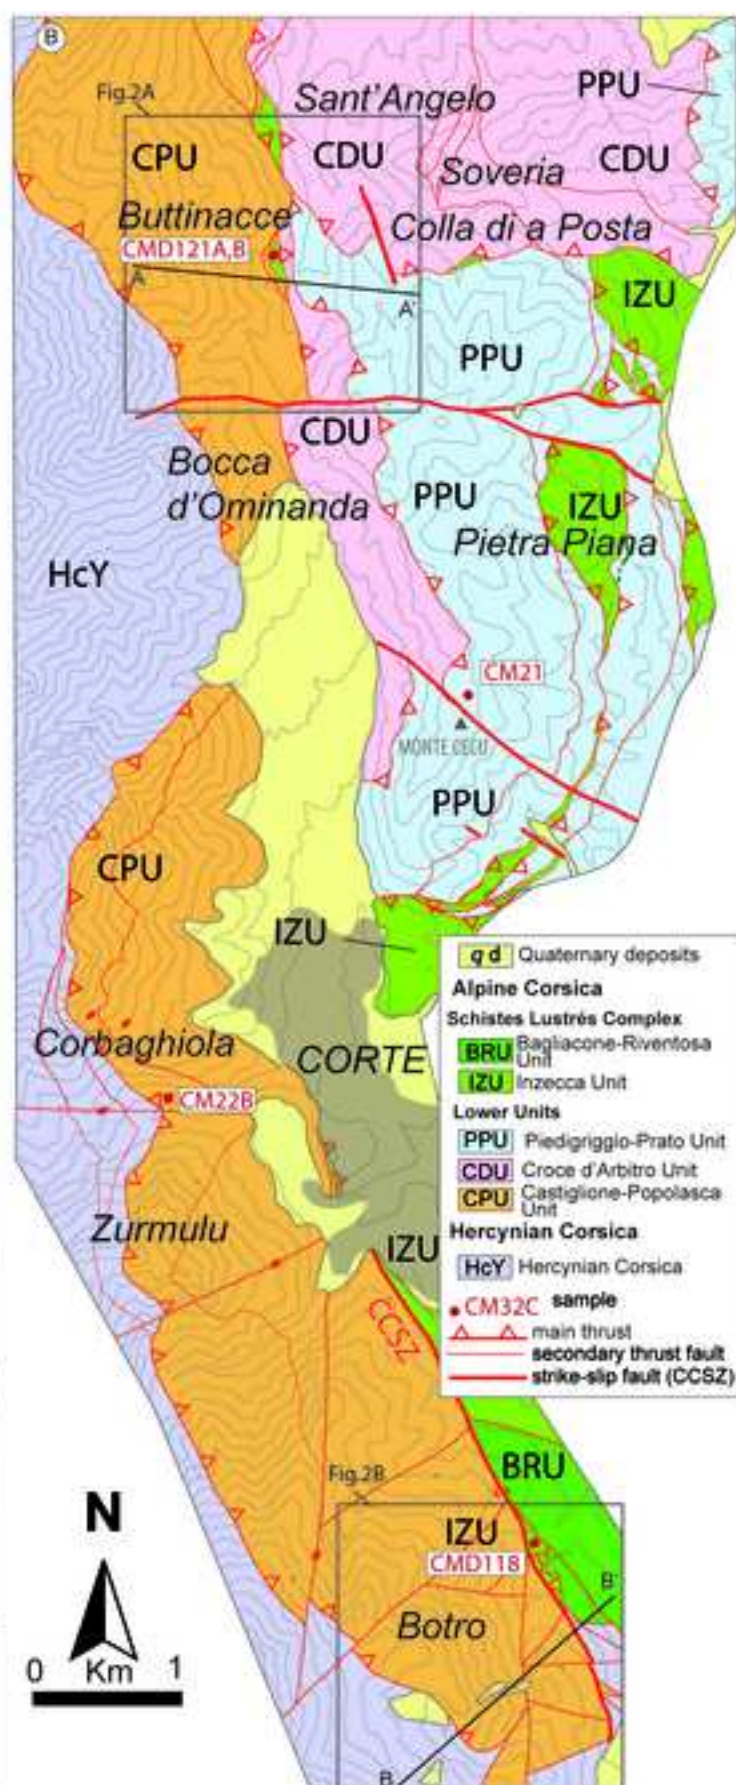 B
Fig.2A
Sant'Angelo
PPU
CPU
CDU
CDU
Soveria
Buttinacce
Colla di a Posta
CMD121A,B
A
A'
IZU
PPU
CDU
Bocca
d'Ominanda
PPU
IZU
Pietra Piana
HcY
CM21
MONTE CECU
PPU
CPU
IZU
Corbaghiola
CORTE
CM22B
Zurmulu
IZU
CCSZ
q d Quaternary deposits
Alpine Corsica
Schistes Lustrés Complex
BRU Bagliacone-Riventosa
Unit
IZU Inzecca Unit
Lower Units
PPU Piedigriggio-Prato Unit
CDU Croce d'Arbitro Unit
CPU Castiglione-Popolasca
Unit
Hercynian Corsica
HcY Hercynian Corsica
CM32C sample
main thrust
secondary thrust fault
strike-slip fault (CCSZ)
BRU
Fig.2B
IZU
CMD118
Botro
B'
B
N
0 Km 1